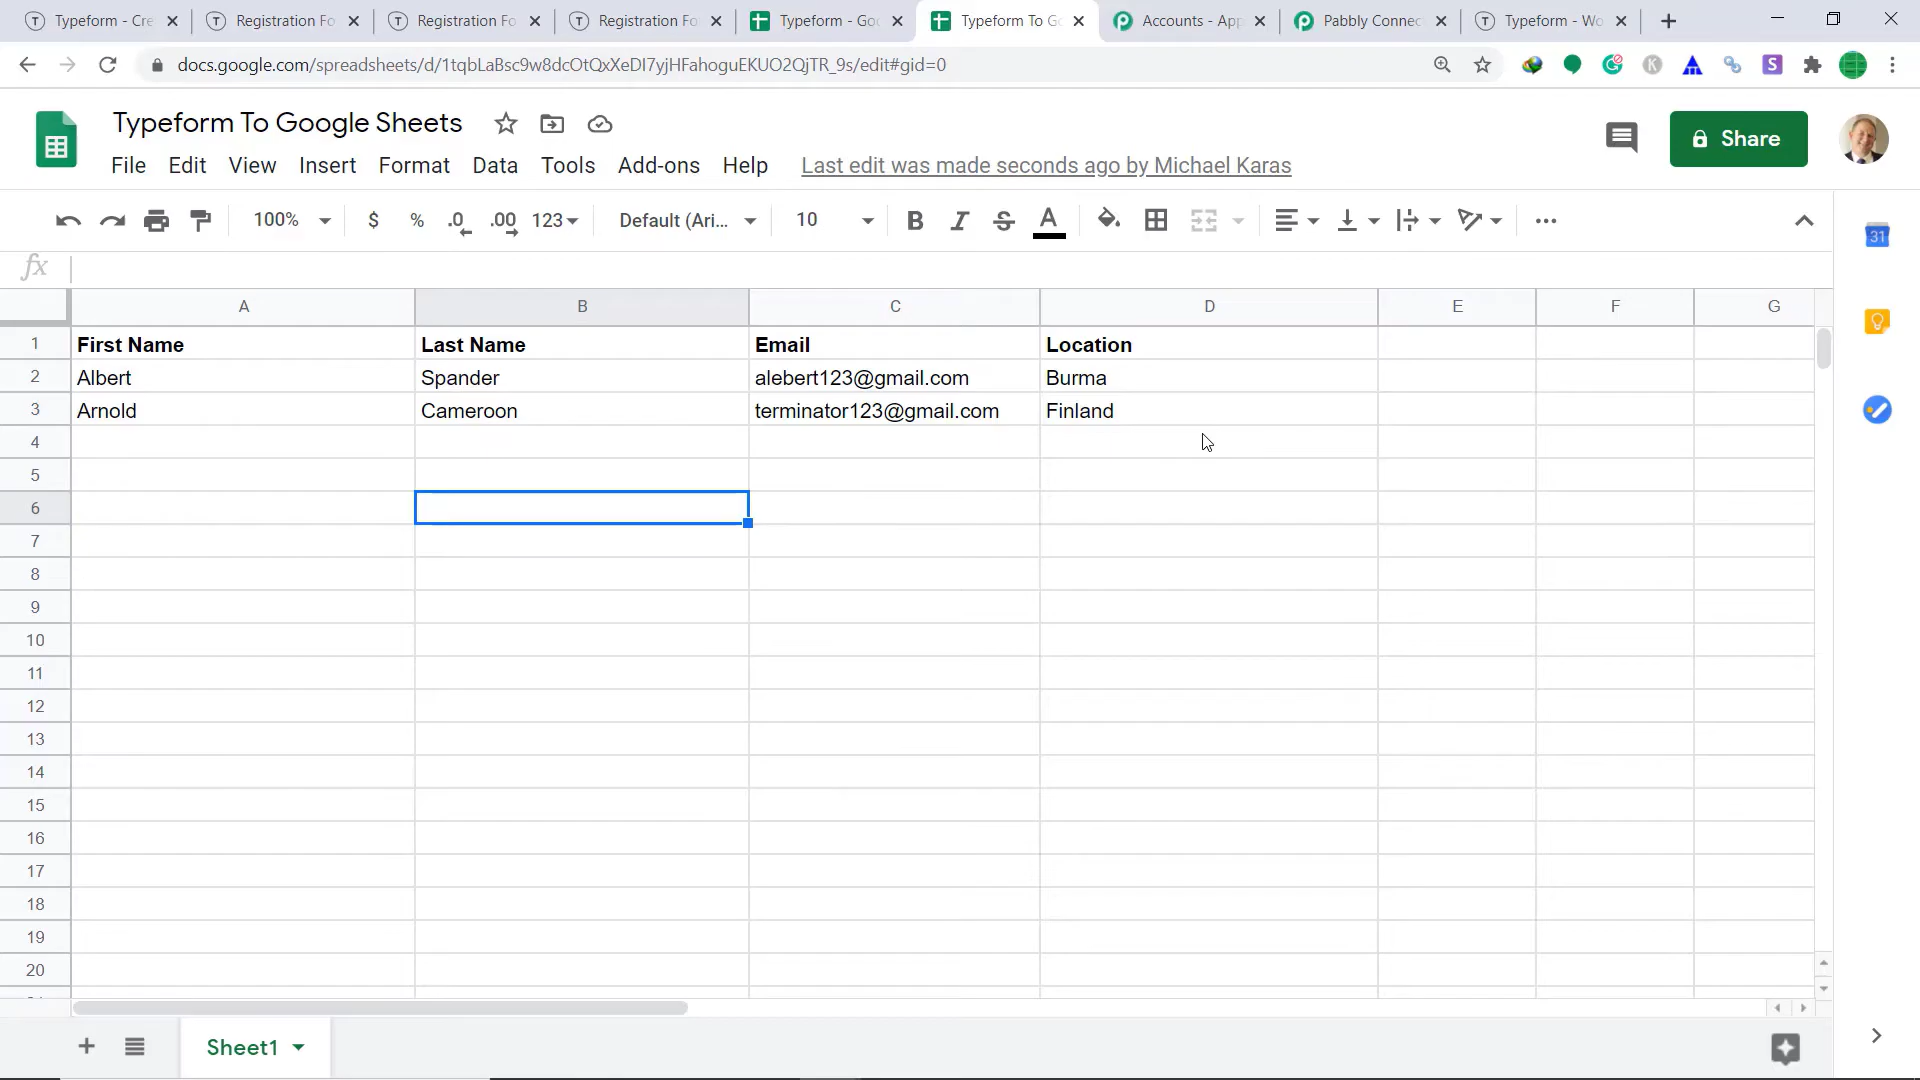 Typeform - Cre
Registration Fo
Registration Fo
Registration Fo
Typeform - Goo
Typeform To Go
Accounts - App
Pabbly Connec
Typeform - Wo
docs.google.com/spreadsheets/d/1tqbLaBsc9w8dcOtQxXeDI7yjHFahoguEKUO2QjTR_9s/edit#gid=0
Typeform To Google Sheets
Share
File Edit View Insert Format Data Tools Add-ons Help Last edit was made seconds ago by Michael Karas
100% $ % .0 .00 123 Default (Ari... 10 B I S A
31
fx
A B C D E F G
1 First Name Last Name Email Location
2 Albert Spander alebert123@gmail.com Burma
3 Arnold Cameroon terminator123@gmail.com Finland
4
5
6
7
8
9
10
11
12
13
14
15
16
17
18
19
20
Sheet1